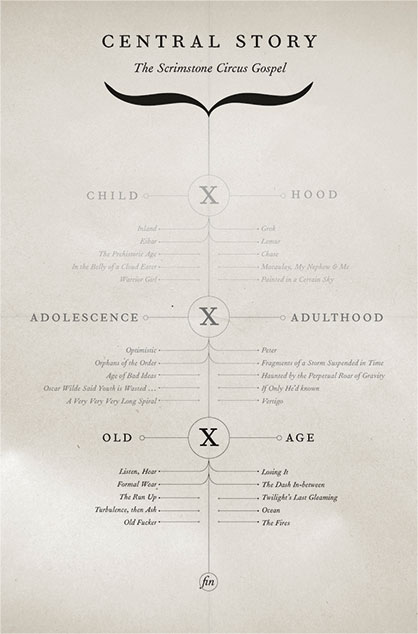 CENTRAL STORY
The Scrimstone Circus Gospel
CHILD X HOOD
Island Grok
Eibar Lamar
The Prehistoric Age Chase
In the Belly of a Cloud Eater Macaulay, My Nephew & Me
Warrior Girl Painted in a Certain Sky
ADOLESCENCE X ADULTHOOD
Optimistic Peter
Orphans of the Order Fragments of a Storm Suspended in Time
Age of Bad Ideas Haunted by the Perpetual Roar of Gravity
Oscar Wilde Said Youth is Wasted ... If Only He'd known
A Very Very Very Long Spiral Vertigo
OLD X AGE
Listen, Hear Losing It
Formal Wear The Dash In-between
The Run Up Twilight's Last Gleaming
Turbulence, then Ash Ocean
Old Fucker The Fires
fin